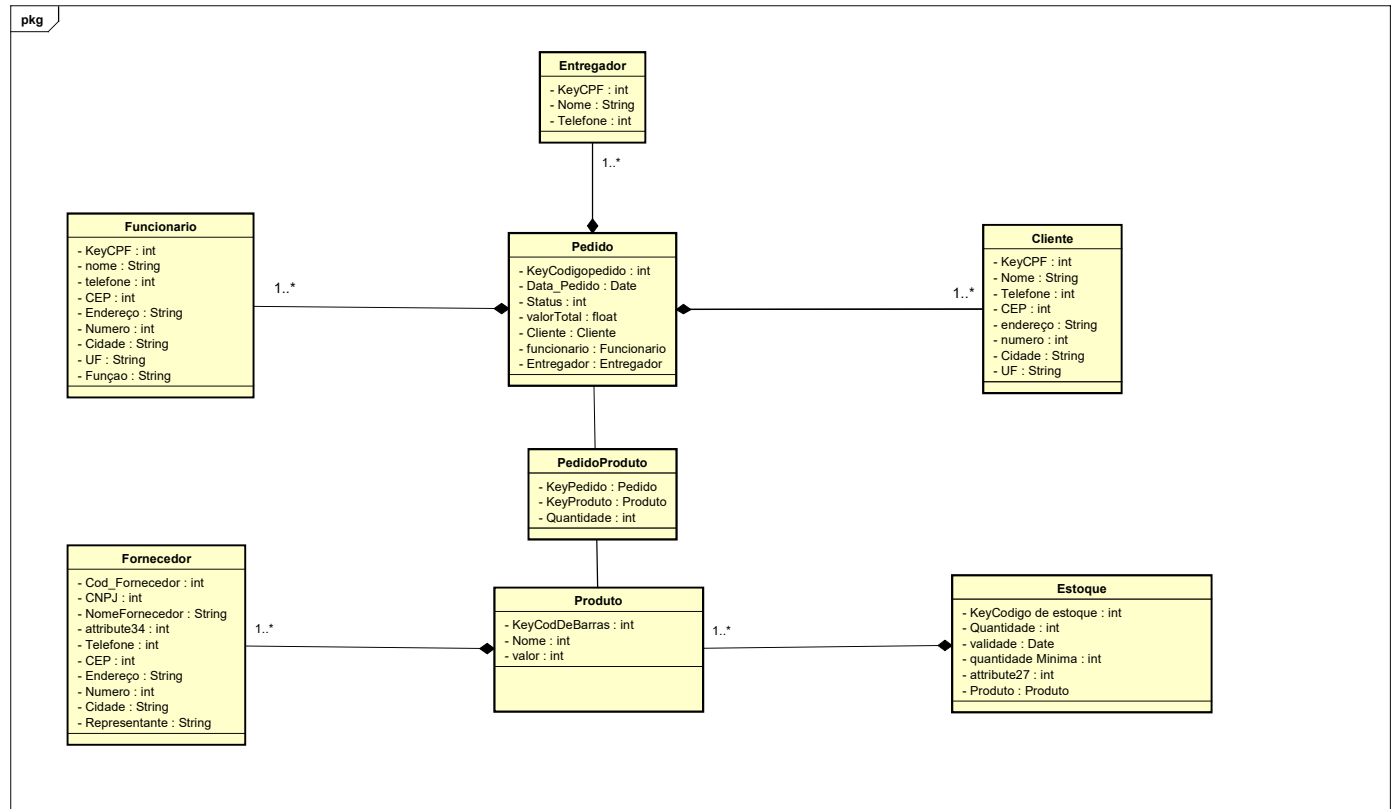 pkg
Entregador
- KeyCPF : int
- Nome : String
- Telefone : int
1..*
Funcionario
- KeyCPF : int
- nome : String
- telefone : int
- CEP : int
- Endereço : String
- Numero : int
- Cidade : String
- UF : String
- Funçao : String
1..*
Pedido
- KeyCodigopedido : int
- Data_Pedido : Date
- Status : int
- valorTotal : float
- Cliente : Cliente
- funcionario : Funcionario
- Entregador : Entregador
1..*
Cliente
- KeyCPF : int
- Nome : String
- Telefone : int
- CEP : int
- endereço : String
- numero : int
- Cidade : String
- UF : String
PedidoProduto
- KeyPedido : Pedido
- KeyProduto : Produto
- Quantidade : int
Fornecedor
- Cod_Fornecedor : int
- CNPJ : int
- NomeFornecedor : String
- attribute34 : int
- Telefone : int
- CEP : int
- Endereço : String
- Numero : int
- Cidade : String
- Representante : String
1..*
Produto
- KeyCodDeBarras : int
- Nome : int
- valor : int
1..*
Estoque
- KeyCodigo de estoque : int
- Quantidade : int
- validade : Date
- quantidade Minima : int
- attribute27 : int
- Produto : Produto